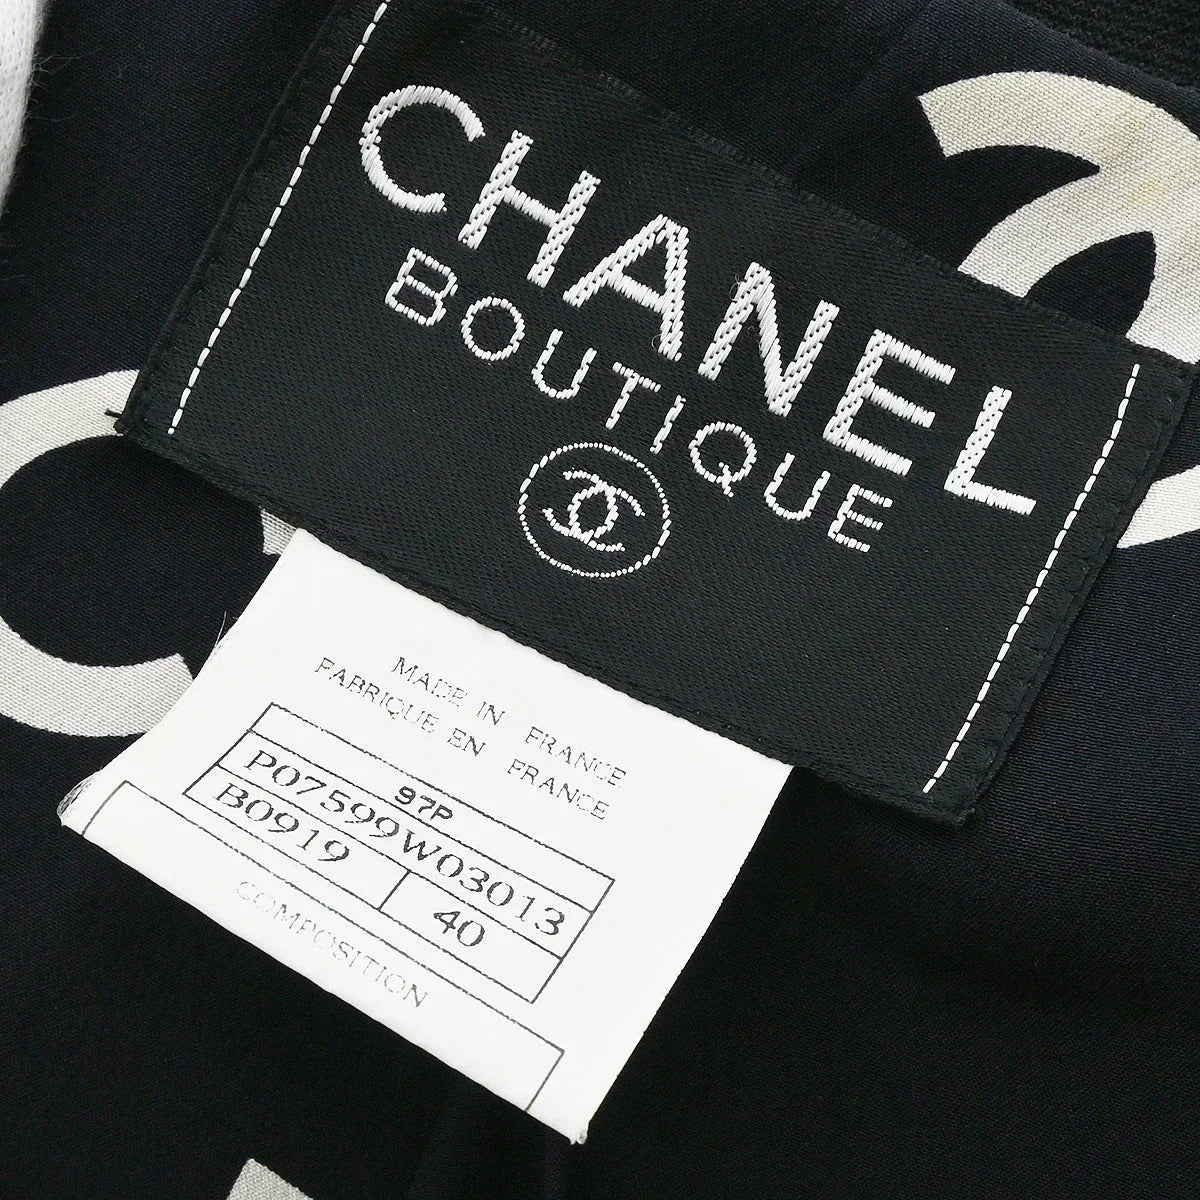 CHANEL
BOUTIQUE
MADE IN FRANCE
FABRIQUE EN FRANCE
97P
P07599W03013
B0919 40
COMPOSITION